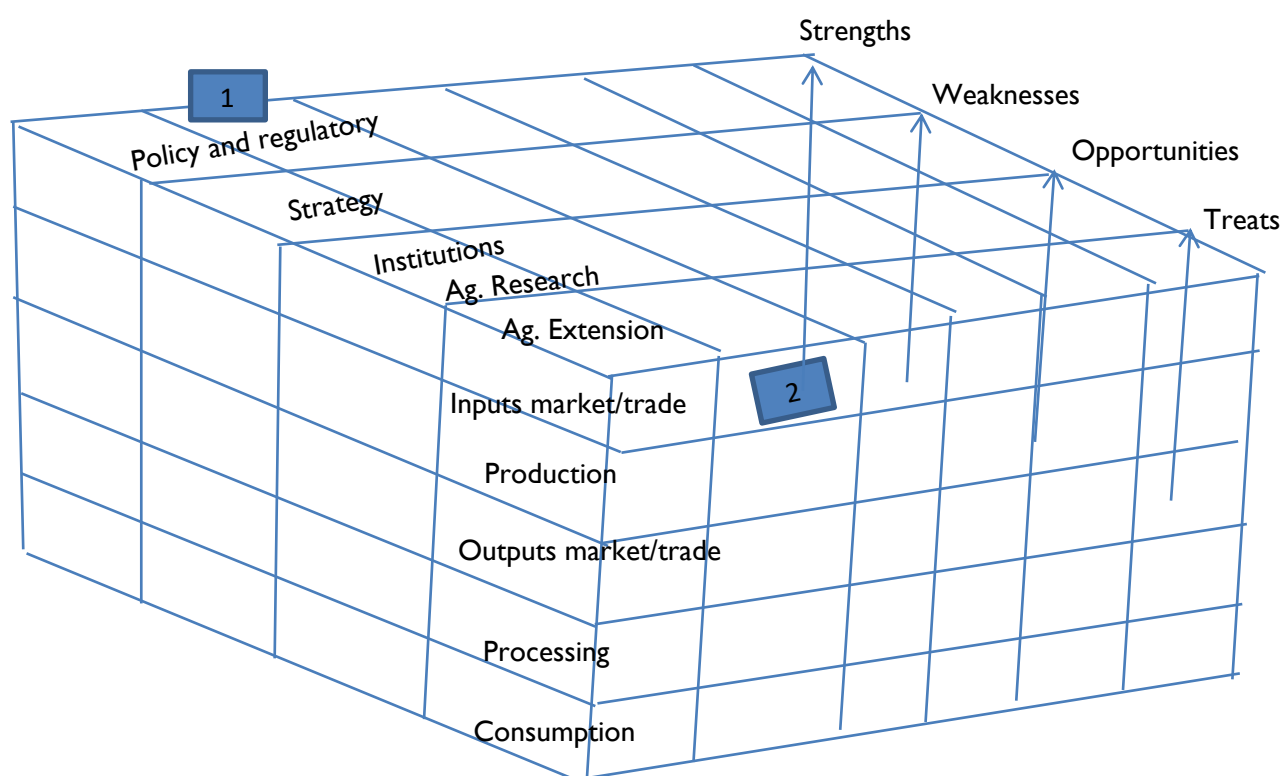 Strengths
1
Weaknesses
Policy and regulatory
Opportunities
Strategy
Treats
Institutions
Ag. Research
Ag. Extension
2
Inputs market/trade
Production
Outputs market/trade
Processing
Consumption